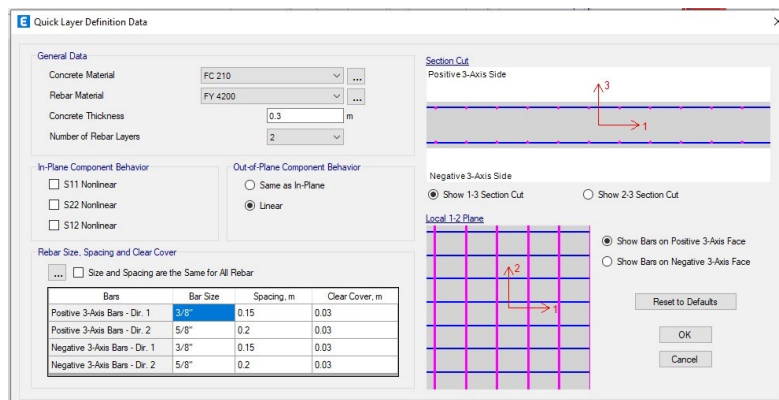 E Quick Layer Definition Data
General Data
Concrete Material FC 210 ...
Rebar Material FY 4200 ...
Concrete Thickness 0.3 m
Number of Rebar Layers 2
In-Plane Component Behavior
S11 Nonlinear
S22 Nonlinear
S12 Nonlinear
Out-of-Plane Component Behavior
Same as In-Plane
Linear
Rebar Size, Spacing and Clear Cover
... Size and Spacing are the Same for All Rebar
Bars Bar Size Spacing, m Clear Cover, m
Positive 3-Axis Bars - Dir. 1 3/8" 0.15 0.03
Positive 3-Axis Bars - Dir. 2 5/8" 0.2 0.03
Negative 3-Axis Bars - Dir. 1 3/8" 0.15 0.03
Negative 3-Axis Bars - Dir. 2 5/8" 0.2 0.03
Section Cut
Positive 3-Axis Side
3
1
Negative 3-Axis Side
Show 1-3 Section Cut Show 2-3 Section Cut
Local 1-2 Plane
2
1
Show Bars on Positive 3-Axis Face
Show Bars on Negative 3-Axis Face
Reset to Defaults
OK
Cancel